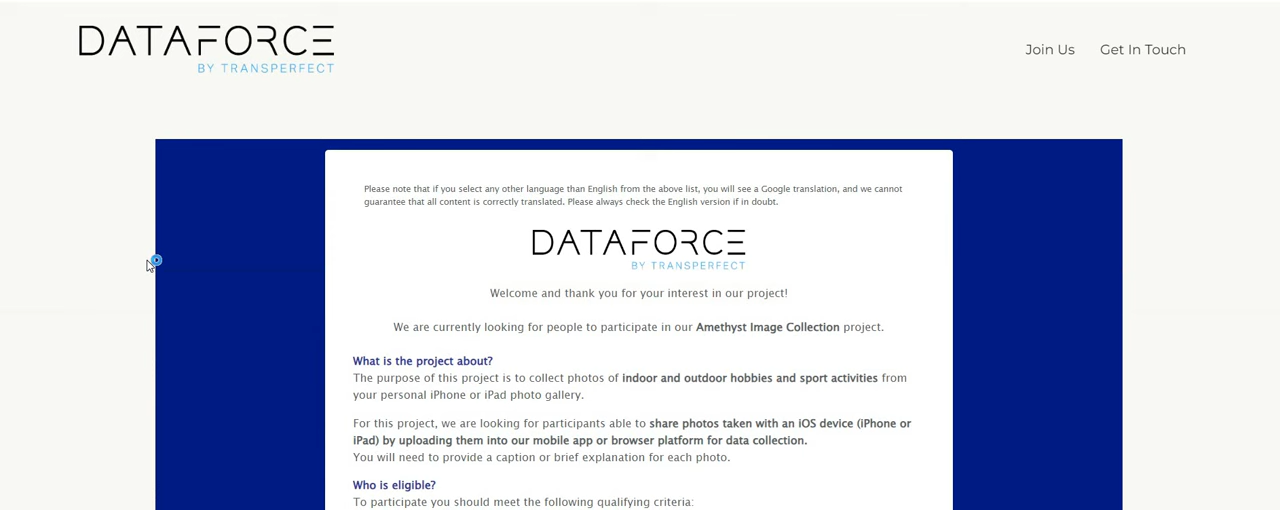 DATAFORCE
BY TRANSPERFECT
Join Us
Get In Touch
Please note that if you select any other language than English from the above list, you will see a Google translation, and we cannot
guarantee that all content is correctly translated. Please always check the English version if in doubt.
DATAFORCE
BY TRANSPERFECT
Welcome and thank you for your interest in our project!
We are currently looking for people to participate in our Amethyst Image Collection project.
What is the project about?
The purpose of this project is to collect photos of indoor and outdoor hobbies and sport activities from
your personal iPhone or iPad photo gallery.
For this project, we are looking for participants able to share photos taken with an iOS device (iPhone or
iPad) by uploading them into our mobile app or browser platform for data collection.
You will need to provide a caption or brief explanation for each photo.
Who is eligible?
To participate you should meet the following qualifying criteria: